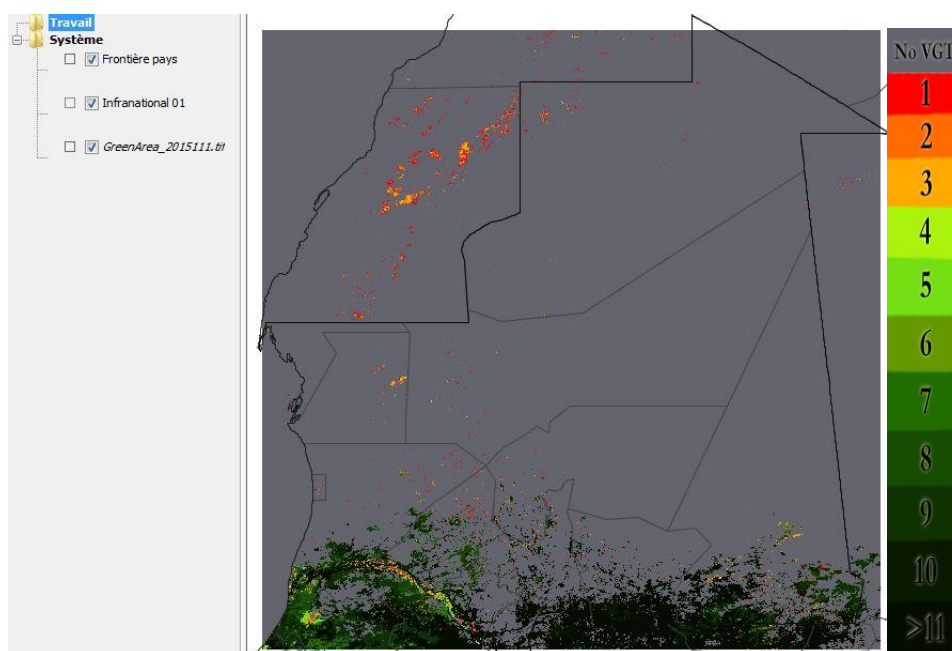 Travail
Système
Frontière pays
Infranational 01
GreenArea_2015111.tif
No VGT
1
2
3
4
5
6
7
8
9
10
>11